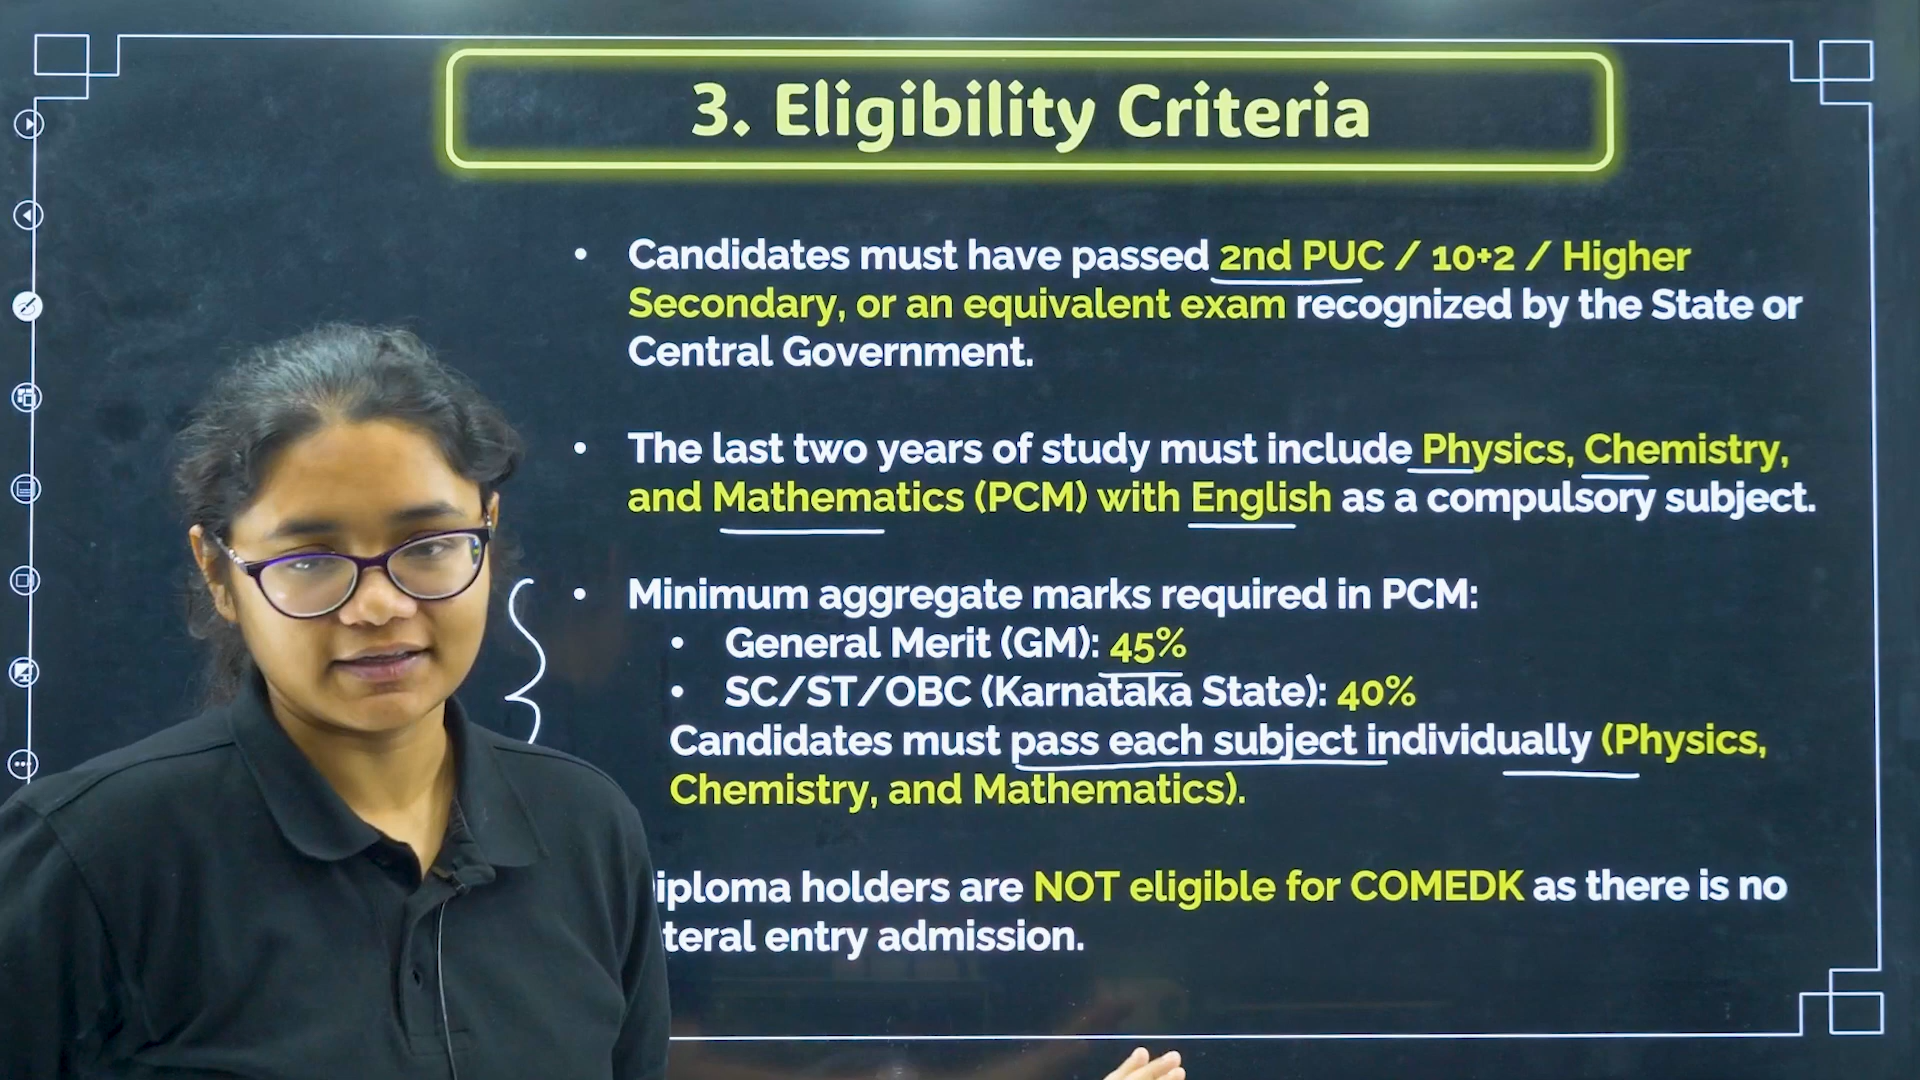 3. Eligibility Criteria
• Candidates must have passed 2nd PUC / 10+2 / Higher
Secondary, or an equivalent exam recognized by the State or
Central Government.
• The last two years of study must include Physics, Chemistry,
and Mathematics (PCM) with English as a compulsory subject.
• Minimum aggregate marks required in PCM:
• General Merit (GM): 45%
• SC/ST/OBC (Karnataka State): 40%
Candidates must pass each subject individually (Physics,
Chemistry, and Mathematics).
iploma holders are NOT eligible for COMEDK as there is no
teral entry admission.